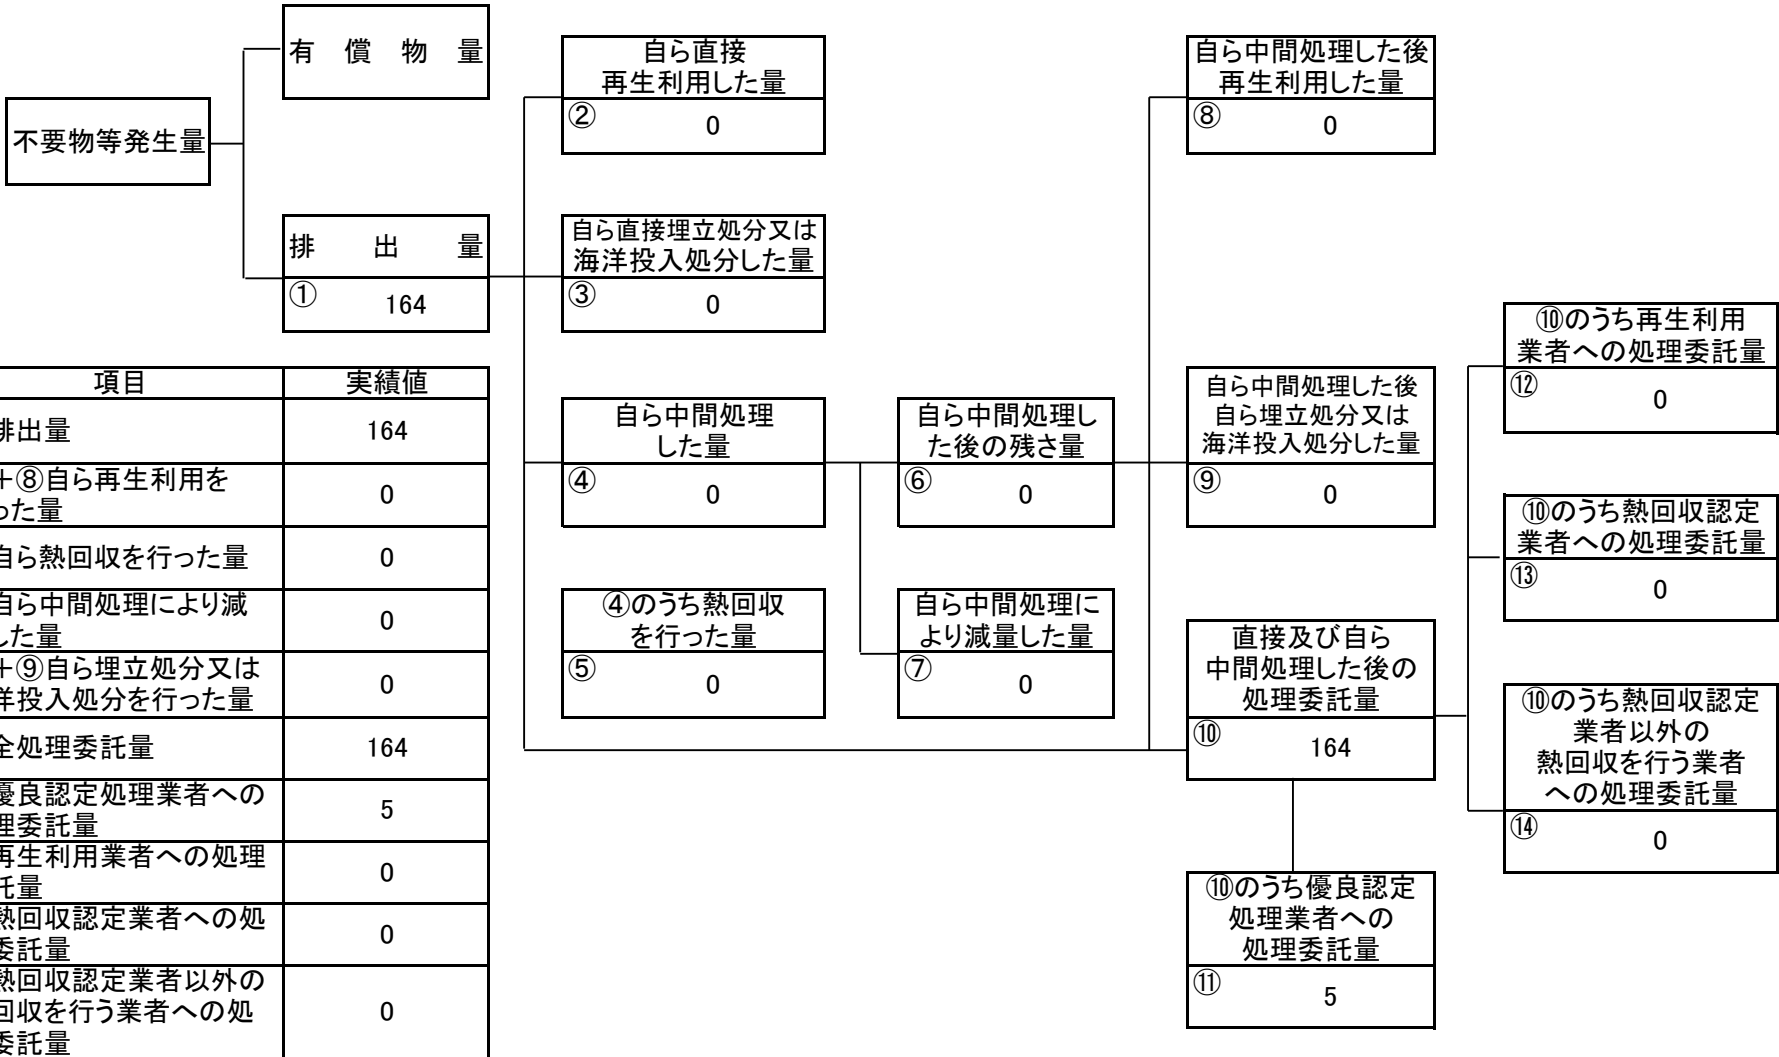 有償物量
不要物等発生量
排出量
① 164
自ら直接
再生利用した量
② 0
自ら直接埋立処分又は
海洋投入処分した量
③ 0
自ら中間処理
した量
④ 0
④のうち熱回収
を行った量
⑤ 0
自ら中間処理し
た後の残さ量
⑥ 0
自ら中間処理に
より減量した量
⑦ 0
自ら中間処理した後
再生利用した量
⑧ 0
自ら中間処理した後
自ら埋立処分又は
海洋投入処分した量
⑨ 0
直接及び自ら
中間処理した後の
処理委託量
⑩ 164
⑩のうち優良認定
処理業者への
処理委託量
⑪ 5
⑩のうち再生利用
業者への処理委託量
⑫ 0
⑩のうち熱回収認定
業者への処理委託量
⑬ 0
⑩のうち熱回収認定
業者以外の
熱回収を行う業者
への処理委託量
⑭ 0
項目 実績値
排出量 164
+⑧自ら再生利用を
った量 0
自ら熱回収を行った量 0
自ら中間処理により減
した量 0
+⑨自ら埋立処分又は
洋投入処分を行った量 0
全処理委託量 164
優良認定処理業者への
理委託量 5
再生利用業者への処理
託量 0
熱回収認定業者への処
委託量 0
熱回収認定業者以外の
回収を行う業者への処
委託量 0